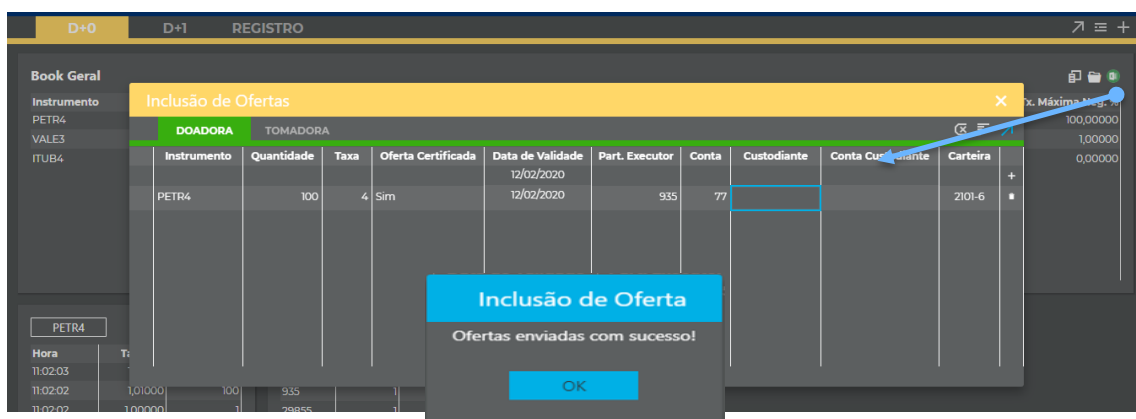 D+0 D+1 REGISTRO
Book Geral
Instrumento Tx. Máxima Neg. %
PETR4 100,00000
VALE3 1,00000
ITUB4 0,00000
Inclusão de Ofertas
DOADORA TOMADORA
Instrumento Quantidade Taxa Oferta Certificada Data de Validade Part. Executor Conta Custodiante Conta Custodiante Carteira
12/02/2020
PETR4 100 4 Sim 12/02/2020 935 77 2101-6
Inclusão de Oferta
Ofertas enviadas com sucesso!
OK
PETR4
Hora
11:02:03
11:02:02 1,01000 100 935 1
11:02:02 1,00000 1 29855 1